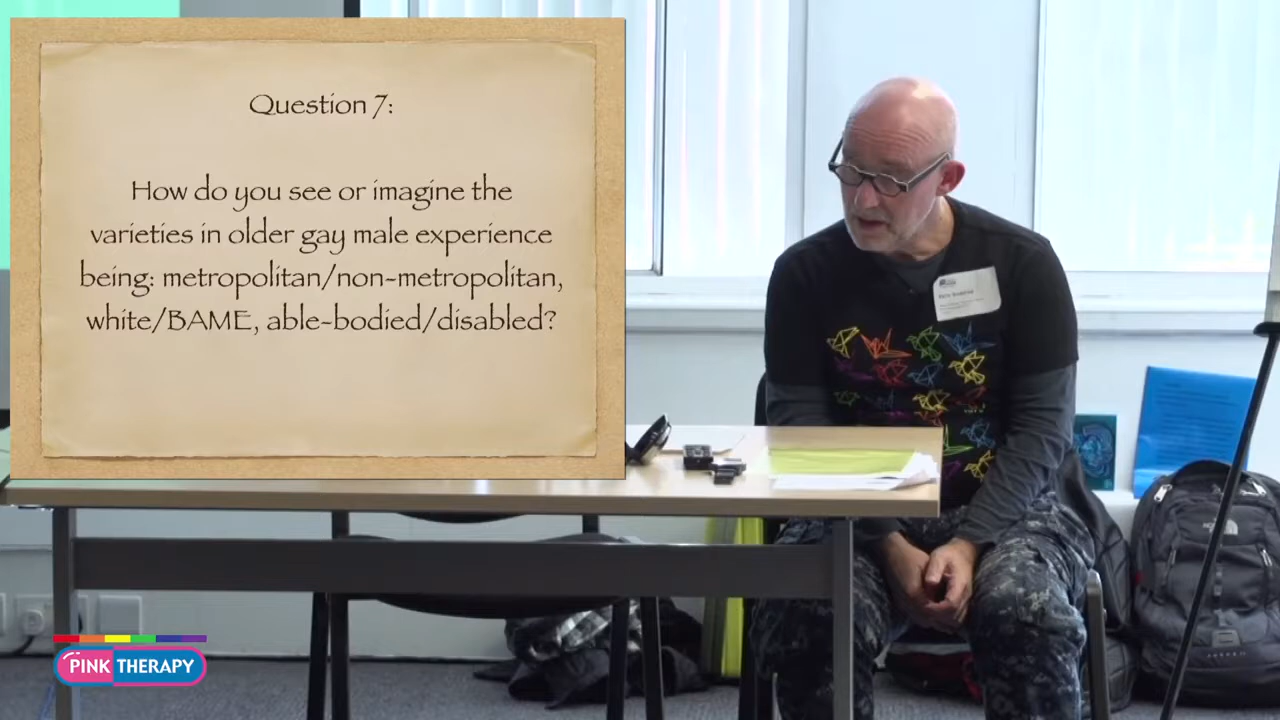 Question 7:
How do you see or imagine the
varieties in older gay male experience
being: metropolitan/non-metropolitan,
white/BAME, able-bodied/disabled?
PINK THERAPY